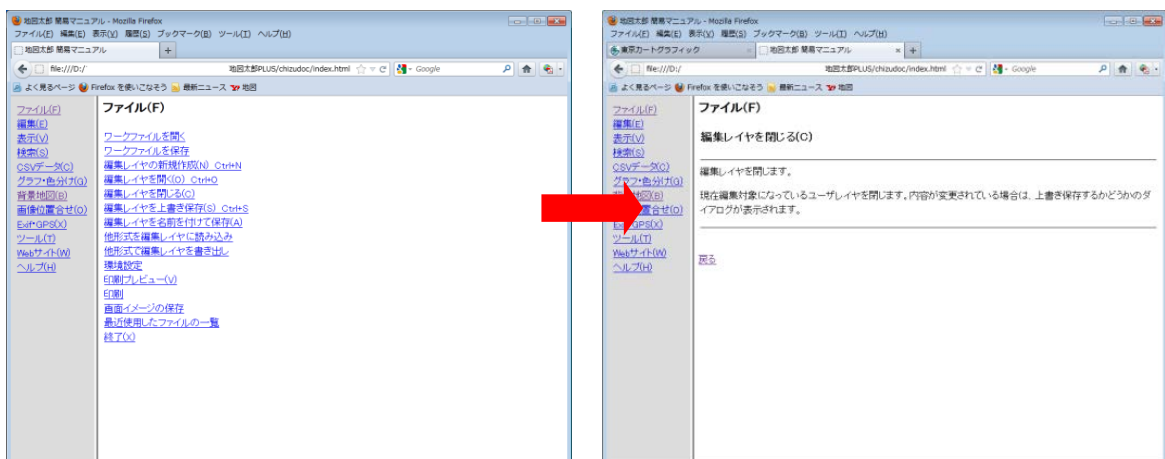 地図太郎 簡易マニュアル - Mozilla Firefox
ファイル(F) 編集(E) 表示(V) 履歴(S) ブックマーク(B) ツール(T) ヘルプ(H)
地図太郎 簡易マニュアル
file:///D:/ 地図太郎PLUS/chizudoc/index.html Google
よく見るページ Firefox を使いこなそう 最新ニュース 地図
ファイル(F)
編集(E)
表示(V)
検索(S)
CSVデータ(C)
グラフ・色分け(G)
背景地図(B)
画像位置合せ(O)
Exif・GPS(X)
ツール(T)
Webサイト(W)
ヘルプ(H)
ファイル(F)
ワークファイルを開く
ワークファイルを保存
編集レイヤの新規作成(N) Ctrl+N
編集レイヤを開く(O) Ctrl+O
編集レイヤを閉じる(C)
編集レイヤを上書き保存(S) Ctrl+S
編集レイヤを名前を付けて保存(A)
他形式を編集レイヤに読み込み
他形式で編集レイヤを書き出し
環境設定
印刷プレビュー(V)
印刷
画面イメージの保存
最近使用したファイルの一覧
終了(X)
地図太郎 簡易マニュアル - Mozilla Firefox
ファイル(F) 編集(E) 表示(V) 履歴(S) ブックマーク(B) ツール(T) ヘルプ(H)
東京カートグラフィック 地図太郎 簡易マニュアル
file:///D:/ 地図太郎PLUS/chizudoc/index.html Google
よく見るページ Firefox を使いこなそう 最新ニュース 地図
ファイル(F)
編集(E)
表示(V)
検索(S)
CSVデータ(C)
グラフ・色分け(G)
地図(B)
置合せ(O)
GPS(X)
ツール(T)
Webサイト(W)
ヘルプ(H)
ファイル(F)
編集レイヤを閉じる(C)
編集レイヤを閉じます。
現在編集対象になっているユーザレイヤを閉じます。内容が変更されている場合は、上書き保存するかどうかのダ
イアログが表示されます。
戻る